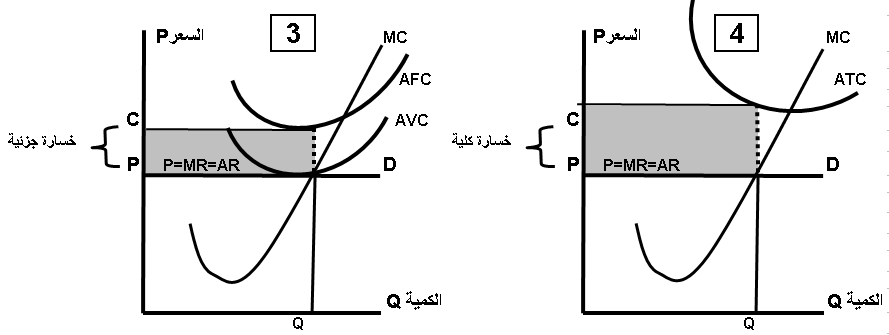 السعر P
3
MC
AFC
AVC
C
خسارة جزئية
P
P=MR=AR
D
الكمية Q
Q
السعر P
4
MC
ATC
C
خسارة كلية
P
P=MR=AR
D
الكمية Q
Q